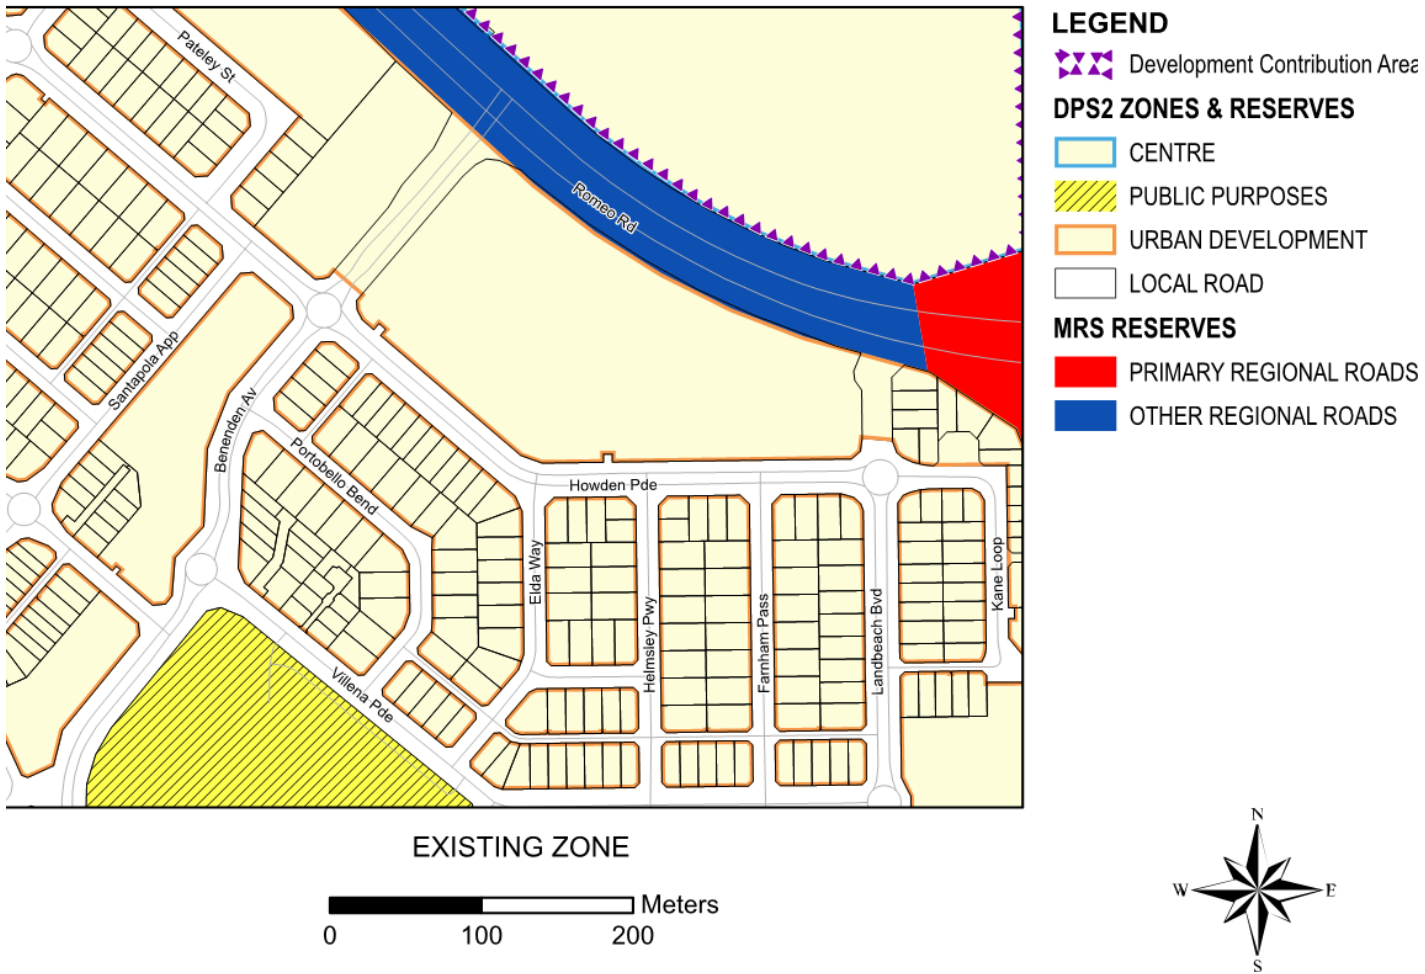 LEGEND
Development Contribution Area
DPS2 ZONES & RESERVES
CENTRE
PUBLIC PURPOSES
URBAN DEVELOPMENT
LOCAL ROAD
MRS RESERVES
PRIMARY REGIONAL ROADS
OTHER REGIONAL ROADS
Pateley St
Romeo Rd
Santapola App
Benenden Av
Portobello Bend
Howden Pde
Elda Way
Helmsley Pwy
Farnham Pass
Landbeach Bvd
Kane Loop
Villena Pde
EXISTING ZONE
Meters
0 100 200
N
W E
S